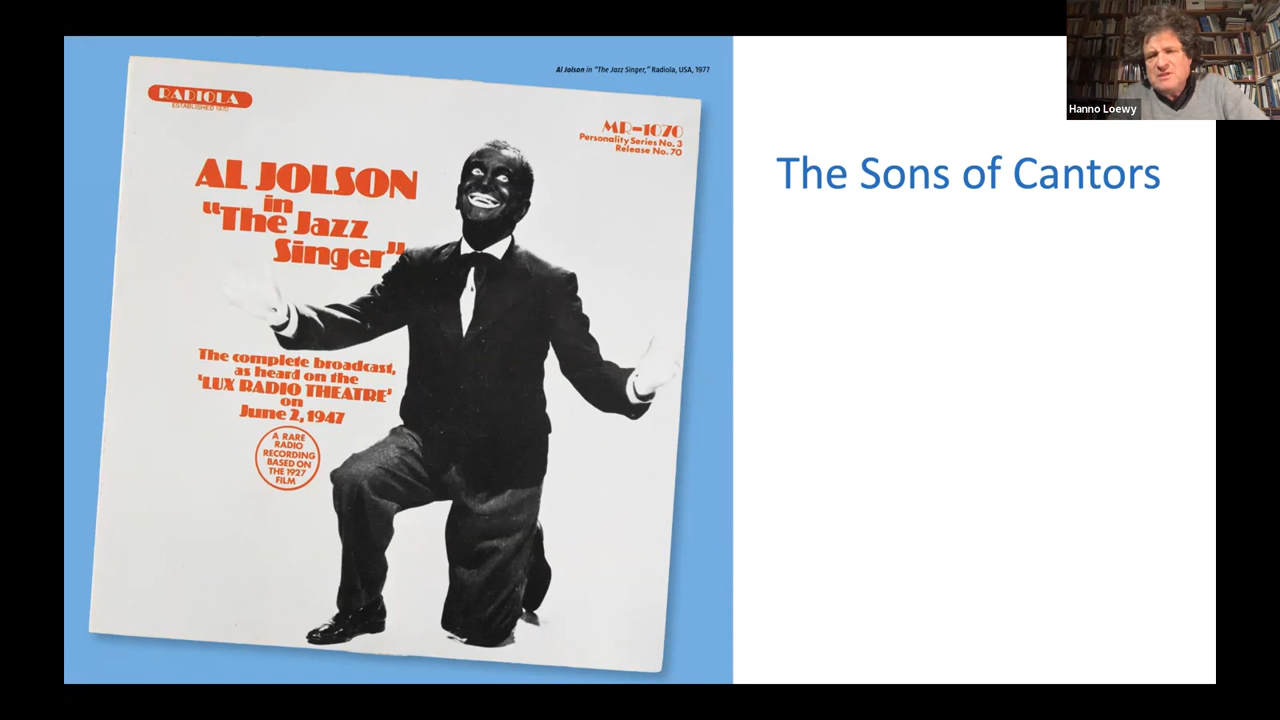 Al Jolson in "The Jazz Singer," Radiola, USA, 1977
RADIOLA
ESTABLISHED 1970
MR-1070
Personality Series No. 3
Release No. 70
AL JOLSON
in
"The Jazz
Singer"
The complete broadcast,
as heard on the
'LUX RADIO THEATRE'
on
June 2, 1947
A RARE
RADIO
RECORDING
BASED ON
THE 1927
FILM
The Sons of Cantors
Hanno Loewy